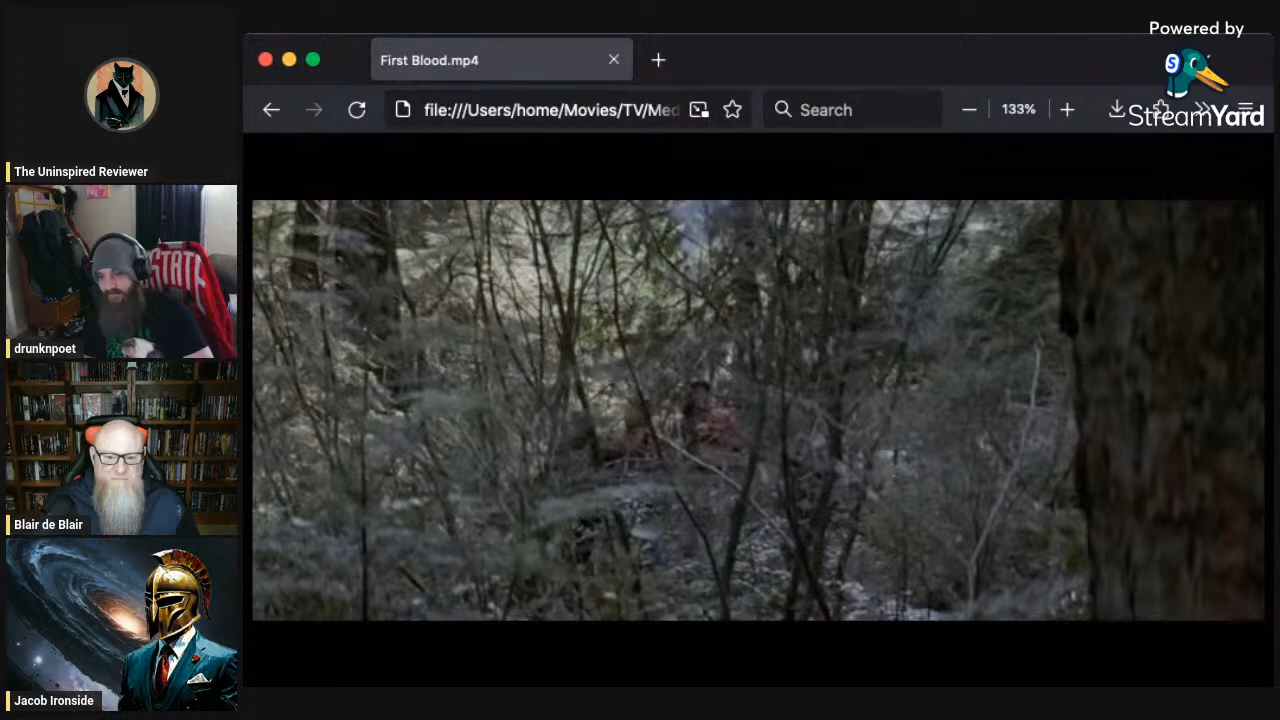 Powered by
StreamYard
First Blood.mp4
file:///Users/home/Movies/TV/Med
Search
133%
The Uninspired Reviewer
STATE
drunknpoet
Blair de Blair
Jacob Ironside